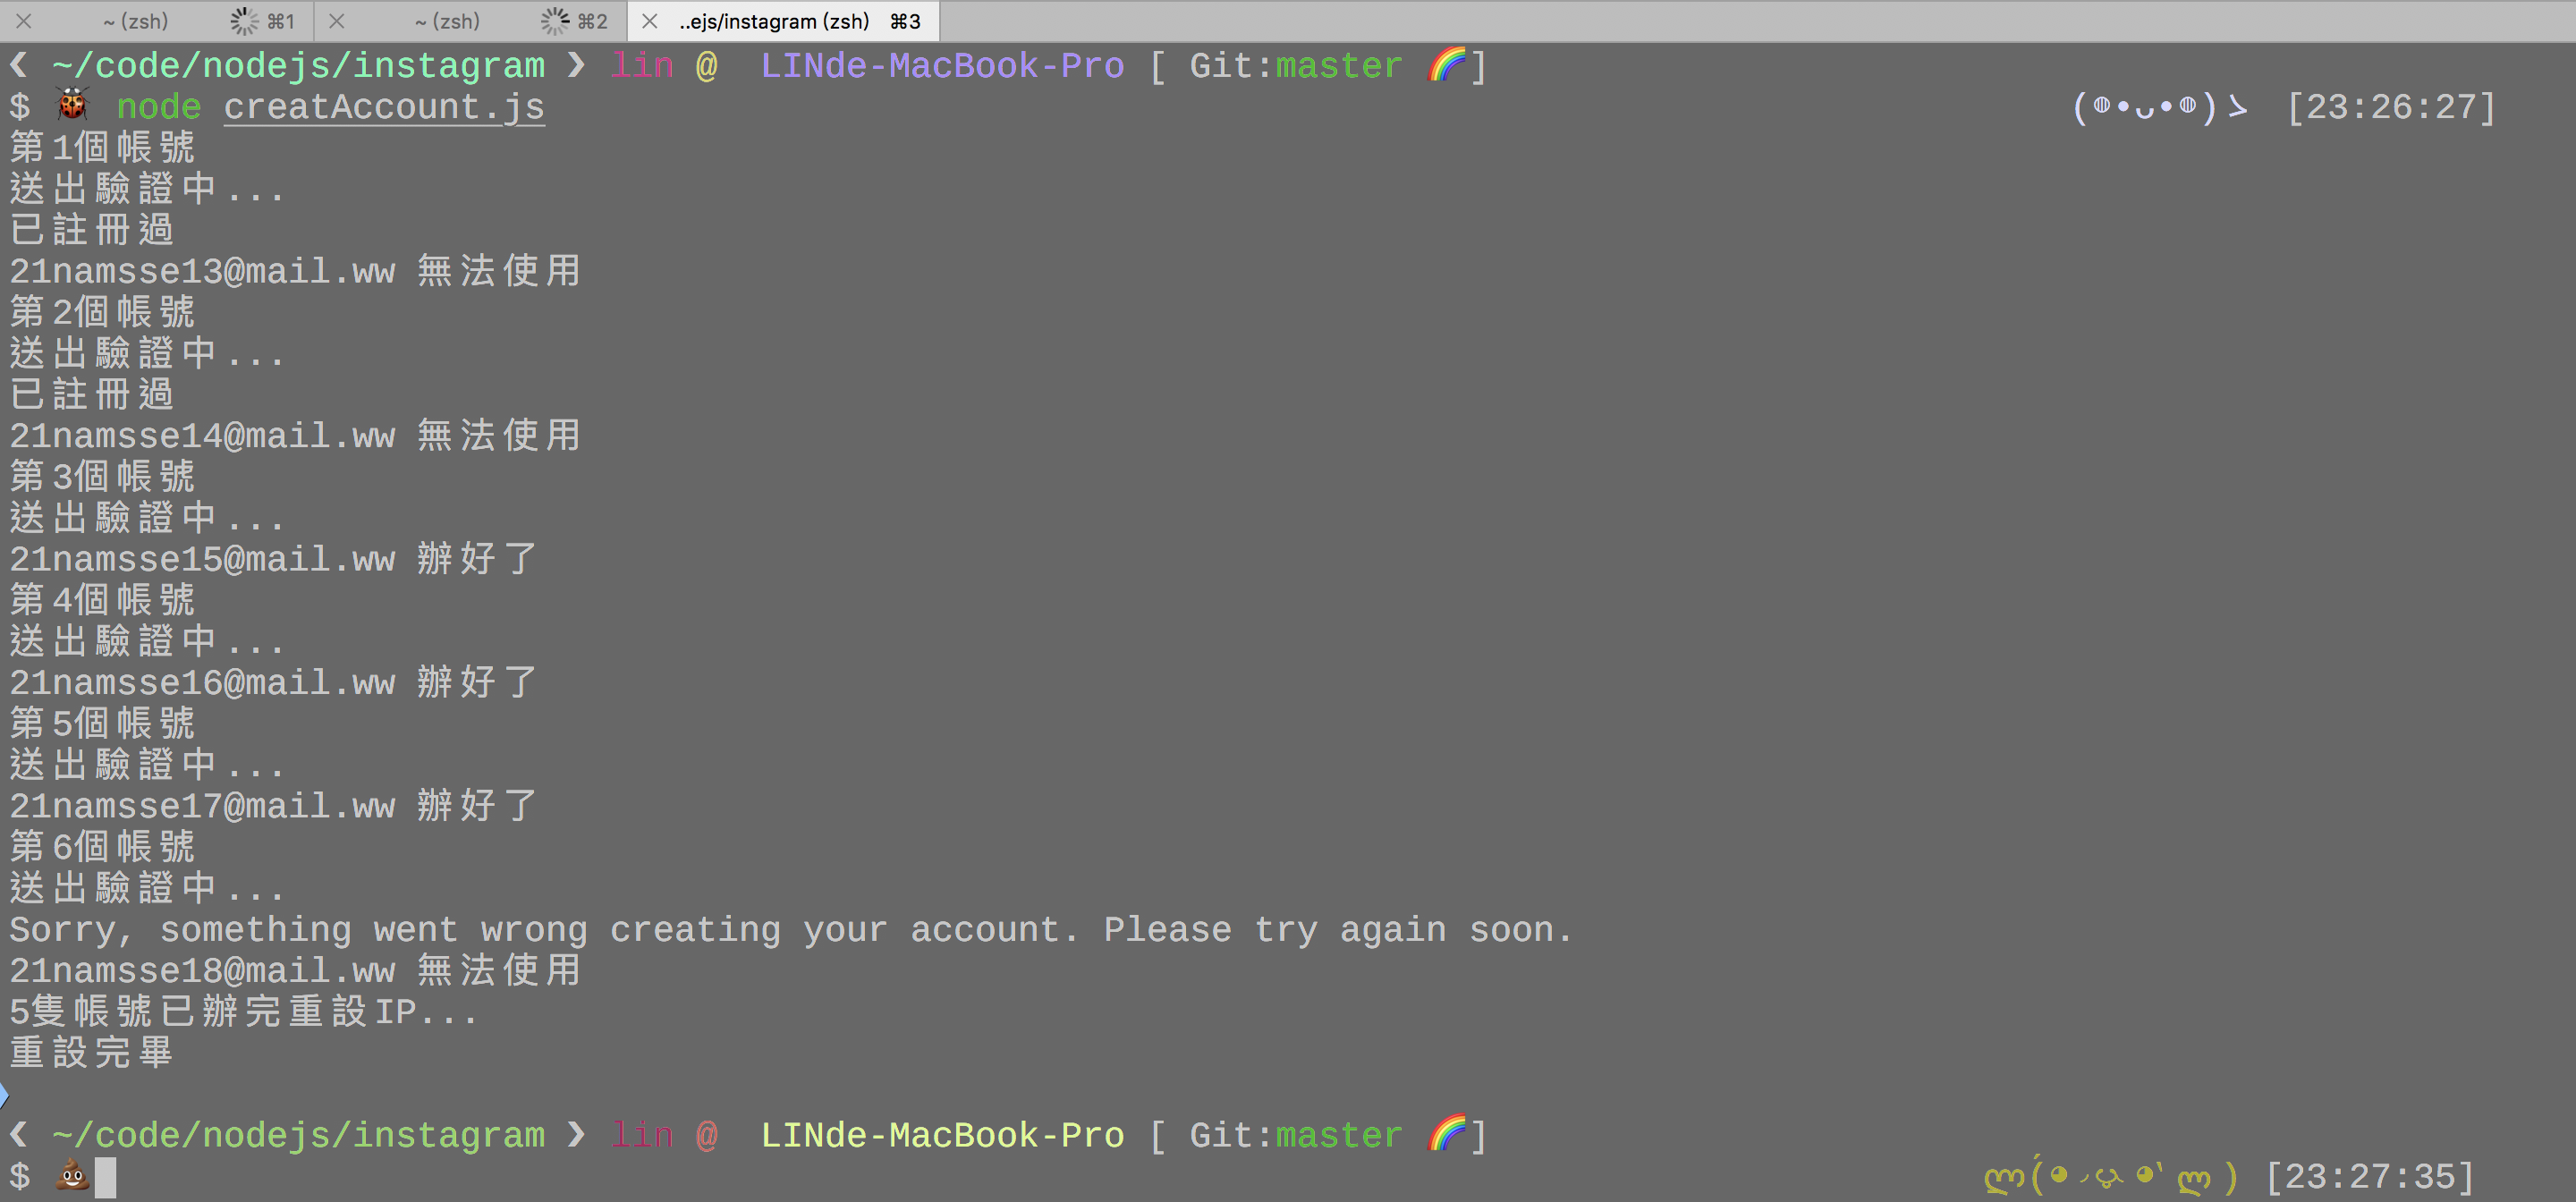 ~ (zsh) ⌘1 ~ (zsh) ⌘2 ..ejs/instagram (zsh) ⌘3
❮ ~/code/nodejs/instagram ❯ lin @ LINde-MacBook-Pro [ Git:master 🌈]
$ 🐞 node creatAccount.js [23:26:27]
第1個帳號
送出驗證中...
已註冊過
21namsse13@mail.ww 無法使用
第2個帳號
送出驗證中...
已註冊過
21namsse14@mail.ww 無法使用
第3個帳號
送出驗證中...
21namsse15@mail.ww 辦好了
第4個帳號
送出驗證中...
21namsse16@mail.ww 辦好了
第5個帳號
送出驗證中...
21namsse17@mail.ww 辦好了
第6個帳號
送出驗證中...
Sorry, something went wrong creating your account. Please try again soon.
21namsse18@mail.ww 無法使用
5隻帳號已辦完重設IP...
重設完畢
❮ ~/code/nodejs/instagram ❯ lin @ LINde-MacBook-Pro [ Git:master 🌈]
$ 💩 [23:27:35]